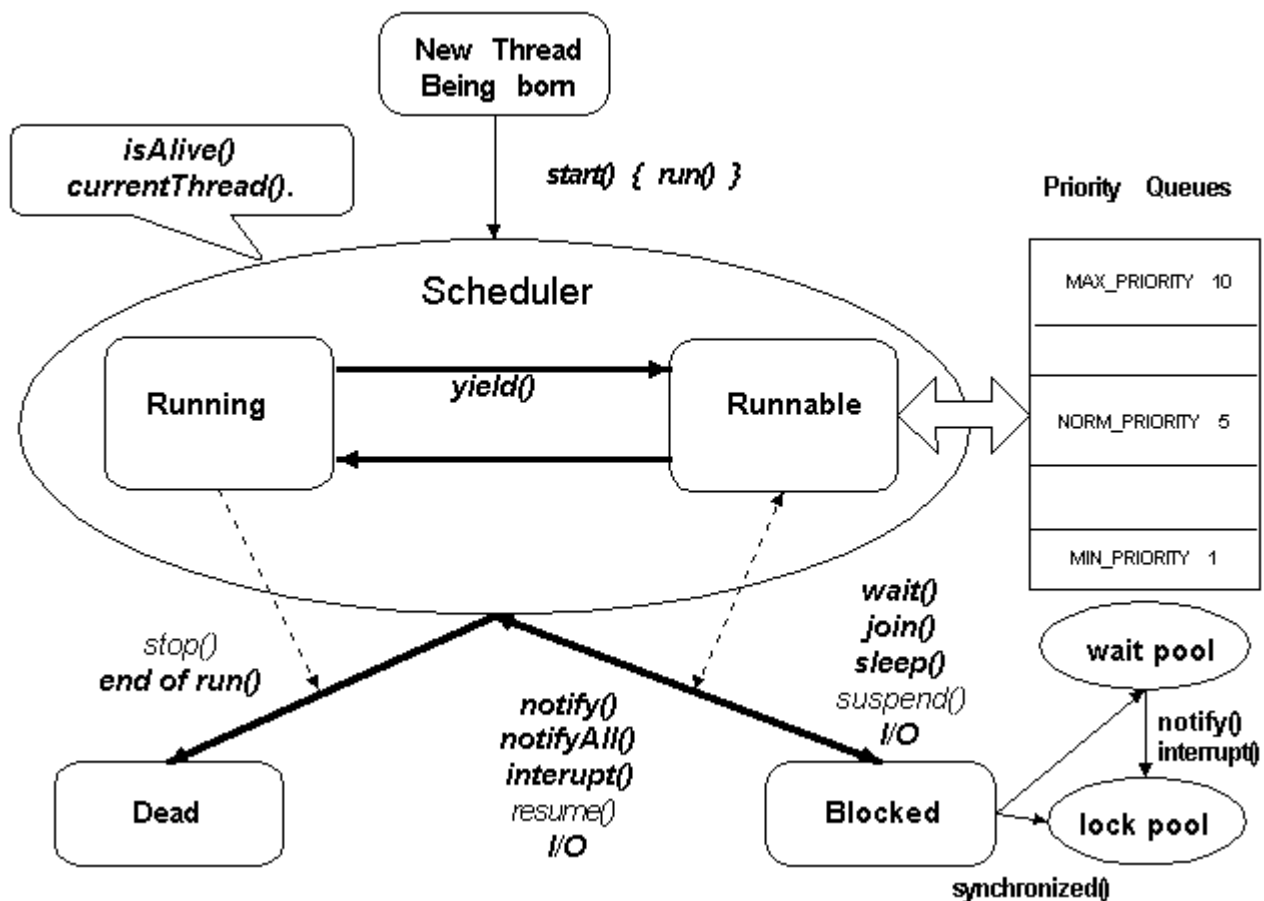 New Thread
Being born
isAlive()
currentThread().
start() { run() }
Priority Queues
Scheduler
MAX_PRIORITY 10
Running
yield()
Runnable
NORM_PRIORITY 5
MIN_PRIORITY 1
stop()
end of run()
wait()
join()
sleep()
suspend()
I/O
notify()
notifyAll()
interupt()
resume()
I/O
wait pool
notify()
interrupt()
Dead
Blocked
lock pool
synchronized()